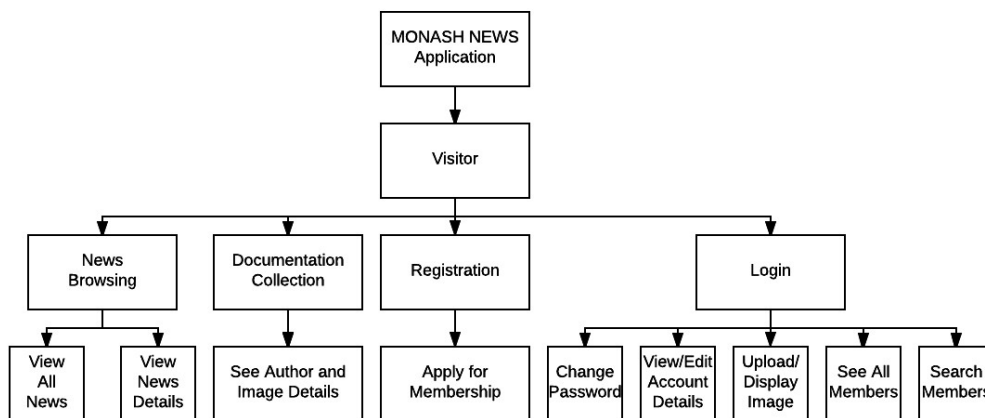 MONASH NEWS
Application
Visitor
News
Browsing
Documentation
Collection
Registration
Login
View
All
News
View
News
Details
See Author and
Image Details
Apply for
Membership
Change
Password
View/Edit
Account
Details
Upload/
Display
Image
See All
Members
Search
Members